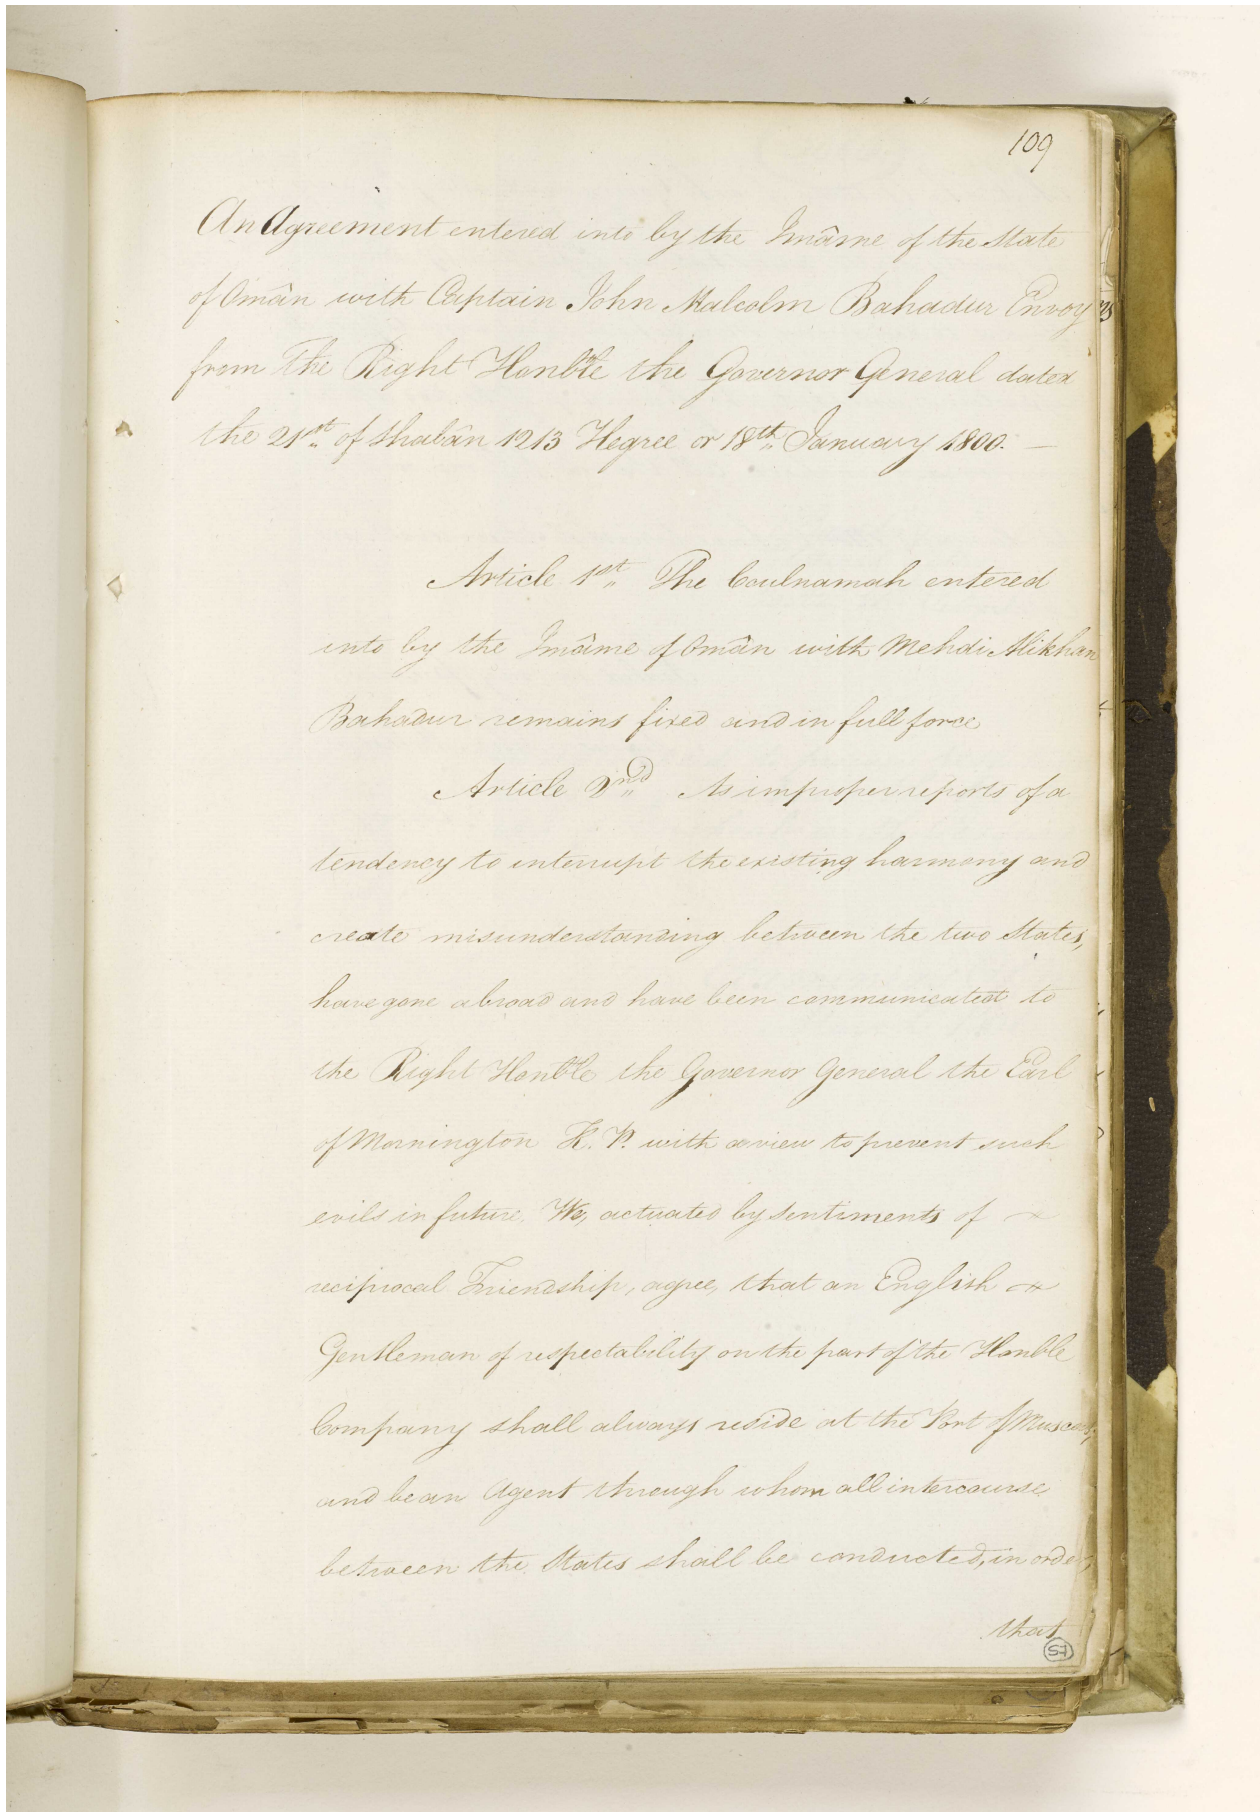 109
An Agreement entered into by the Imâme of the State
of Omân with Captain John Malcolm Bahadur Envoy
from The Right Honble the Governor General dated
the 21st of Shabân 1213 Hegree or 18th January 1800. —
Article 1st The Coulnamah entered
into by the Imâme of Omân with Mehdi Alikhan
Bahadur remains fixed and in full force
Article 2nd As improper reports of a
tendency to interrupt the existing harmony and
create misunderstanding between the two States,
have gone abroad and have been communicated to
the Right Honble the Governor General the Earl
of Mornington K. P. with a view to prevent such
evils in future. We, actuated by sentiments of
reciprocal Friendship, agree, that an English
Gentleman of respectability on the part of the Honble
Company shall always reside at the Port of Muscat,
and be an Agent through whom all intercourse
between the States shall be conducted, in order,
that